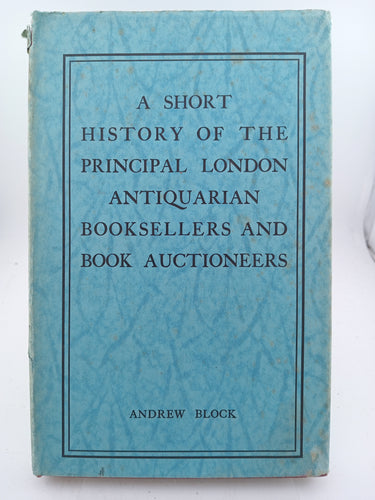 A SHORT
HISTORY OF THE
PRINCIPAL LONDON
ANTIQUARIAN
BOOKSELLERS AND
BOOK AUCTIONEERS
ANDREW BLOCK